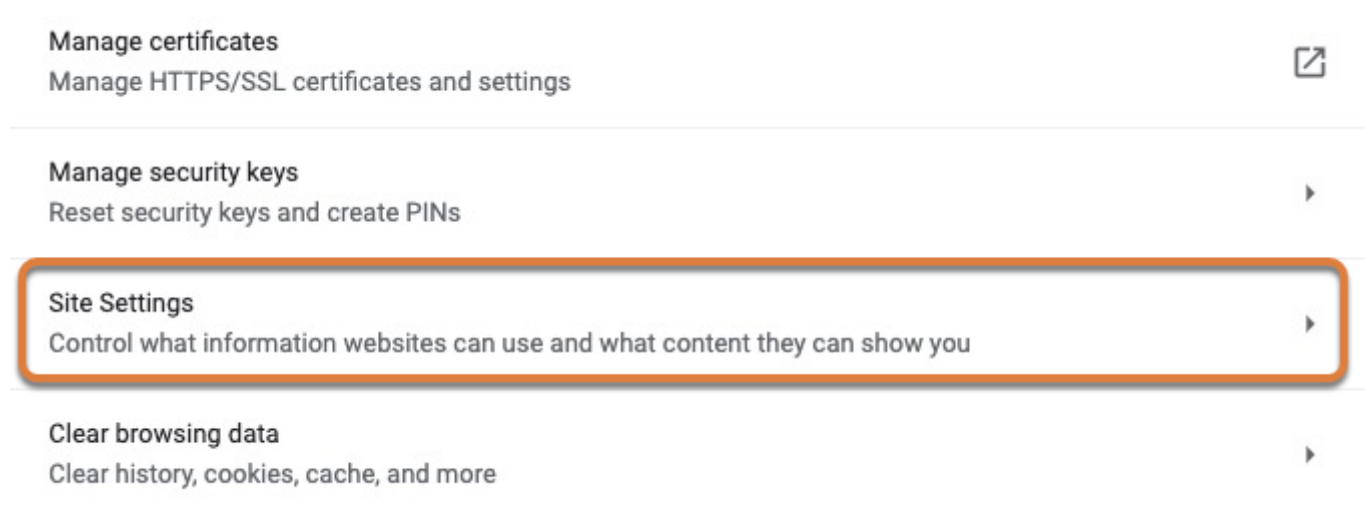 Manage certificates
Manage HTTPS/SSL certificates and settings
Manage security keys
Reset security keys and create PINs
Site Settings
Control what information websites can use and what content they can show you
Clear browsing data
Clear history, cookies, cache, and more